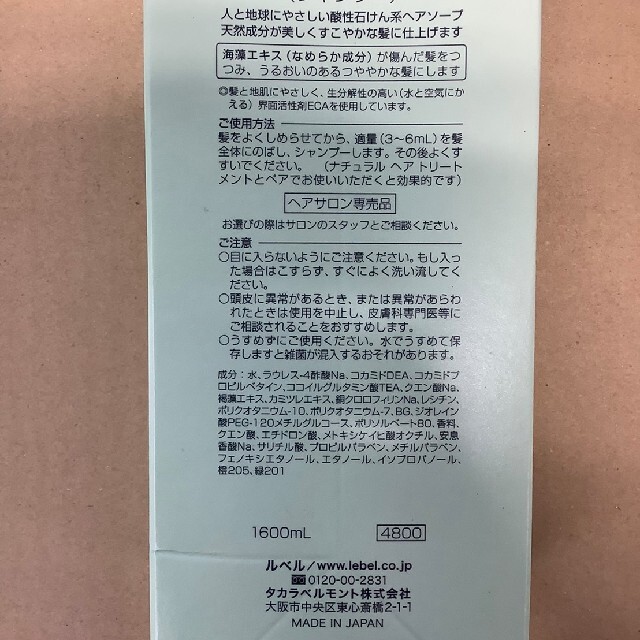 人と地球にやさしい酸性石けん系ヘアソープ
天然成分が美しくすこやかな髪に仕上げます
海藻エキス(なめらか成分)が傷んだ髪をつ
つみ、うるおいのあるつややかな髪にします
◎髪と地肌にやさしく、生分解性の高い(水と空気にか
える)界面活性剤ECAを使用しています。
ご使用方法
髪をよくしめらせてから、適量(3~6mL)を髪
全体にのばし、シャンプーします。その後よくす
すいでください。(ナチュラル ヘア トリート
メントとペアでお使いいただくと効果的です)
ヘアサロン専売品
お選びの際はサロンのスタッフとご相談ください。
ご注意
○目に入らないようにご注意ください。もし入っ
た場合はこすらず、すぐによく洗い流してく
ださい。
○頭皮に異常があるとき、または異常があらわ
れたときは使用を中止し、皮膚科専門医等に
ご相談されることをおすすめします。
○うすめずにご使用ください。水でうすめて保
存しますと雑菌が混入するおそれがあります。
成分:水、ラウレス-4酢酸Na、コカミドDEA、コカミドプ
ロピルベタイン、ココイルグルタミン酸TEA、クエン酸Na、
褐藻エキス、カミツレエキス、銅クロロフィリンNa、レシチン、
ポリクオタニウム-10、ポリクオタニウム-7、BG、ジオレイン
酸PEG-120メチルグルコース、ポリソルベート80、香料、
クエン酸、エチドロン酸、メトキシケイヒ酸オクチル、安息
香酸Na、サリチル酸、プロピルパラベン、メチルパラベン、
フェノキシエタノール、エタノール、イソプロパノール、
橙205、緑201
1600mL 4800
ルベル/www.lebel.co.jp
0120-00-2831
タカラベルモント株式会社
大阪市中央区東心斎橋2-1-1
MADE IN JAPAN